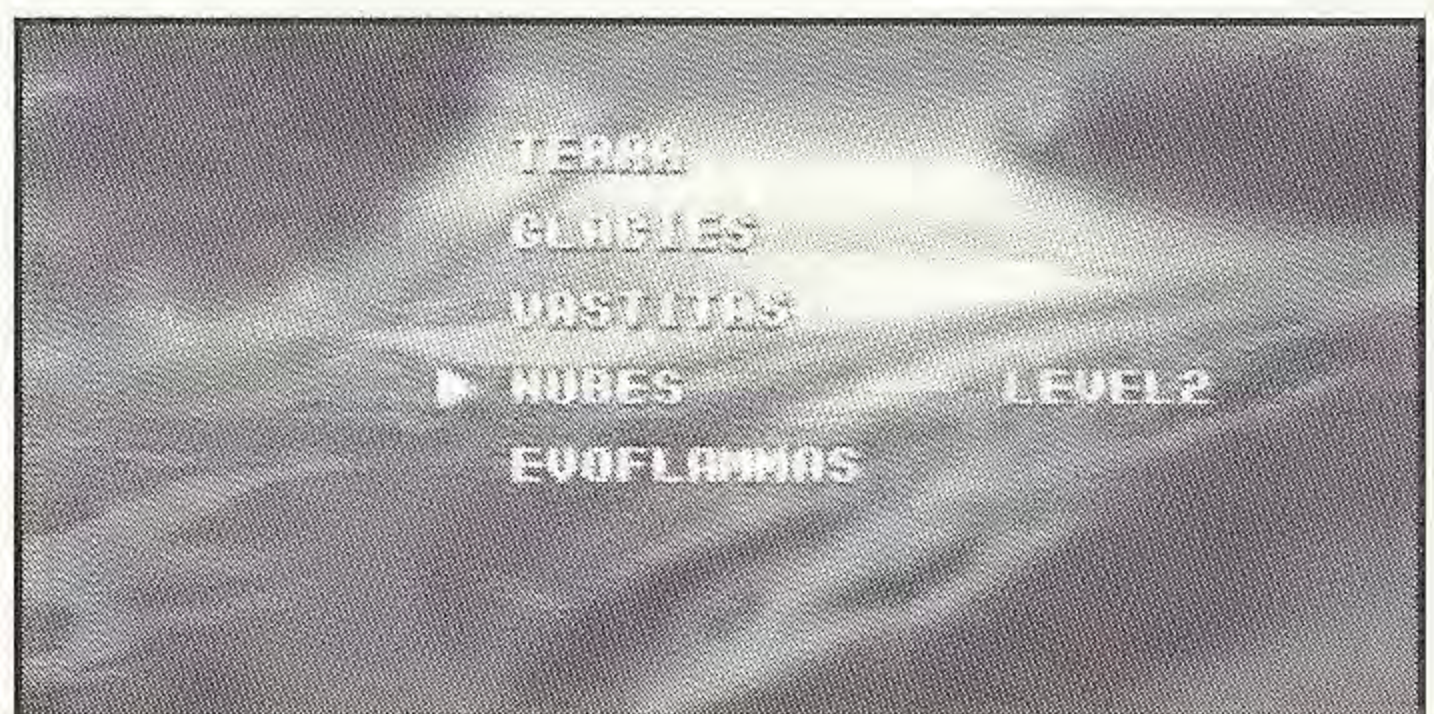 TERRA
GLACIES
VASTITAS
NUBES LEVEL2
EVOFLAMMAS